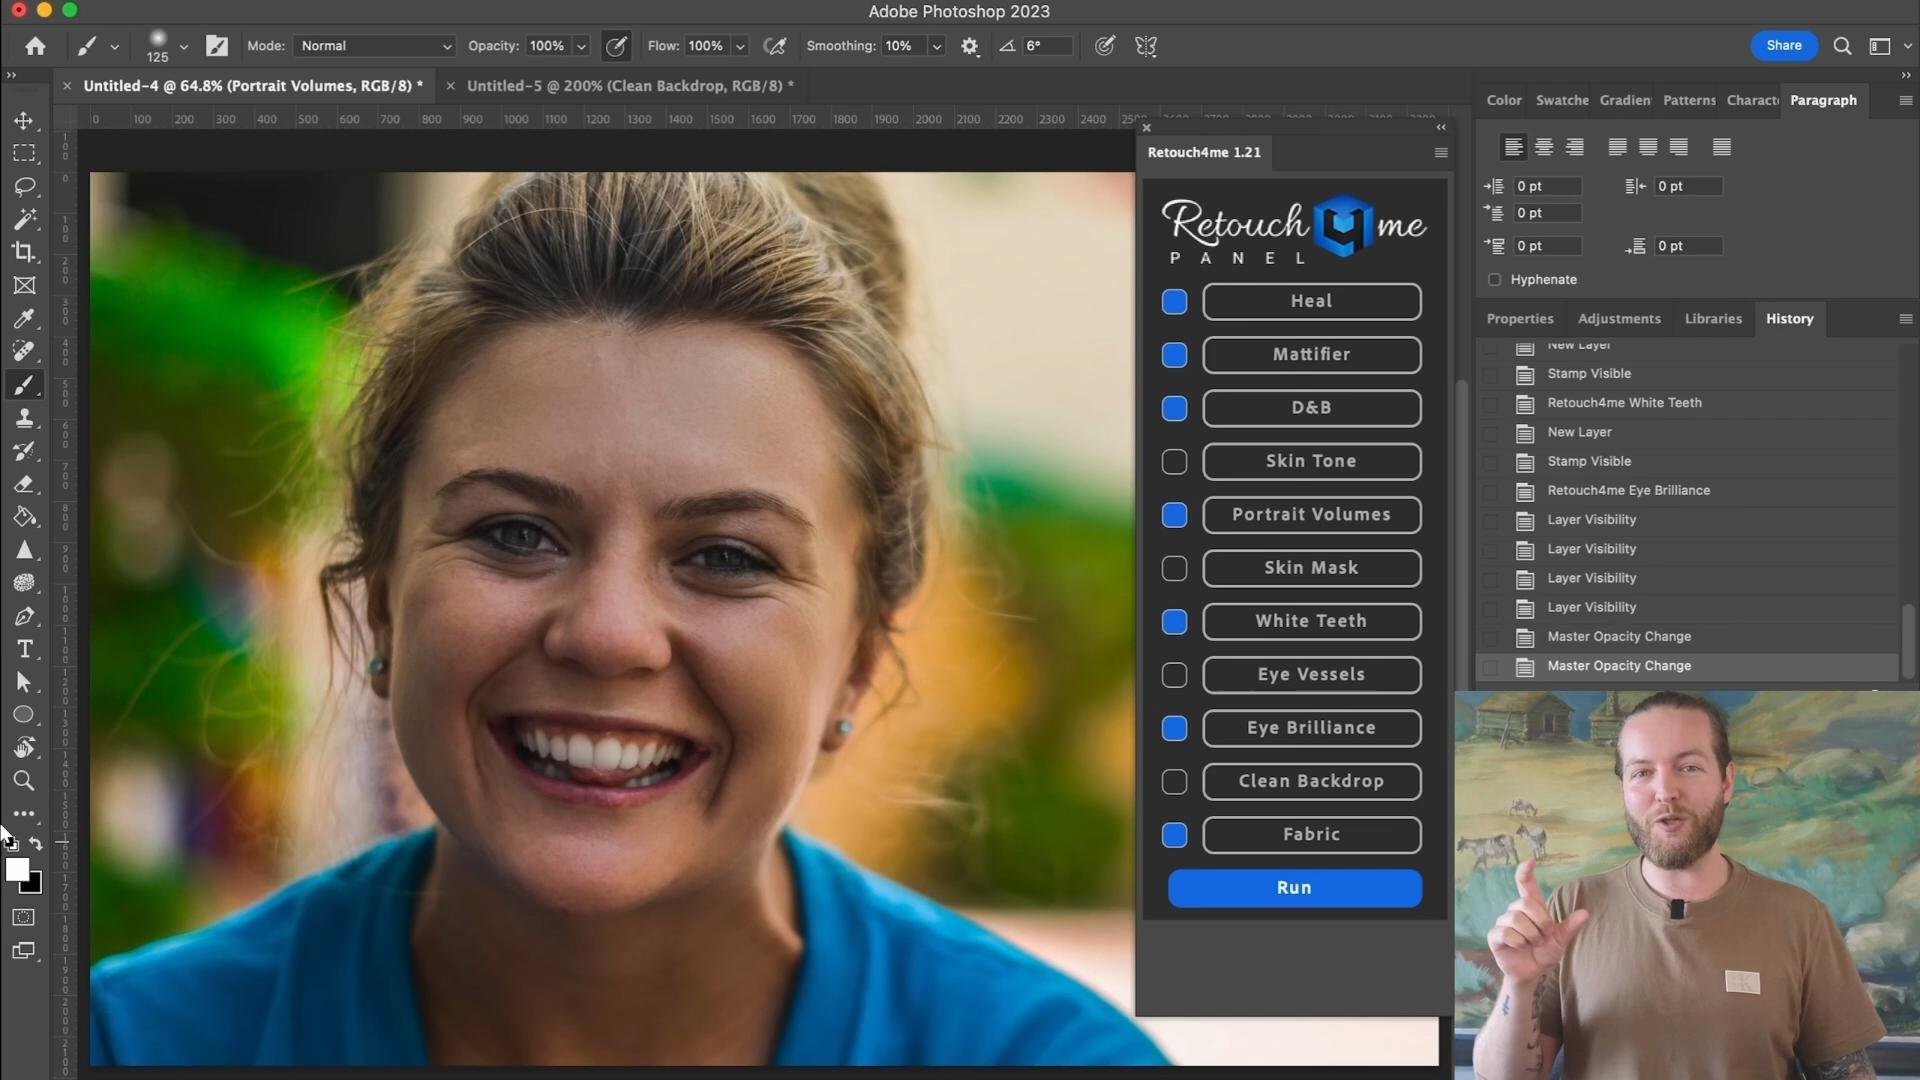 Adobe Photoshop 2023
125
Mode: Normal
Opacity: 100%
Flow: 100%
Smoothing: 10%
6°
Share
Untitled-4 @ 64.8% (Portrait Volumes, RGB/8) *
Untitled-5 @ 200% (Clean Backdrop, RGB/8) *
0 100 200 300 400 500 600 700 800 900 1000 1100 1200 1300 1400 1500 1600 1700 1800 1900 2000 2100 2200 2300 2400
Retouch4me 1.21
Retouch4me
PANEL
Heal
Mattifier
D&B
Skin Tone
Portrait Volumes
Skin Mask
White Teeth
Eye Vessels
Eye Brilliance
Clean Backdrop
Fabric
Run
Color Swatche Gradien Patterns Charact Paragraph
0 pt 0 pt
0 pt
0 pt 0 pt
Hyphenate
Properties Adjustments Libraries History
New Layer
Stamp Visible
Retouch4me White Teeth
New Layer
Stamp Visible
Retouch4me Eye Brilliance
Layer Visibility
Layer Visibility
Layer Visibility
Layer Visibility
Master Opacity Change
Master Opacity Change